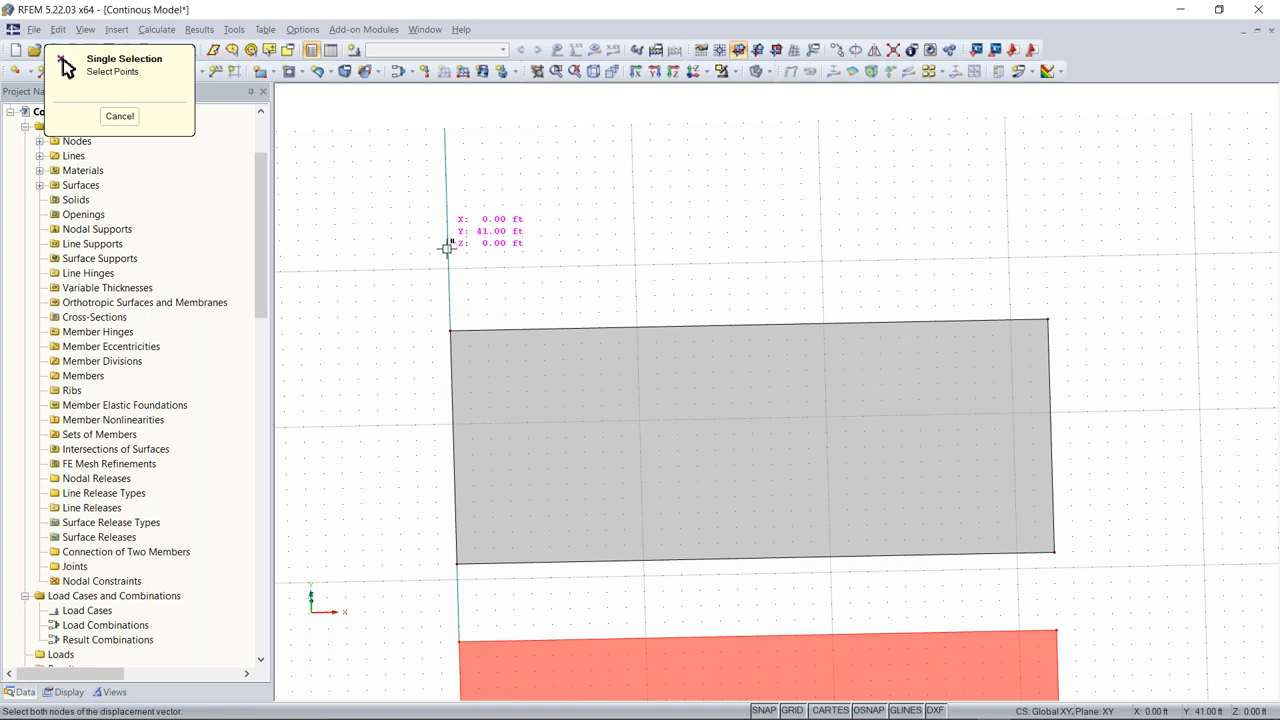 RFEM 5.22.03 x64 - [Continous Model*]
File Edit View Insert Calculate Results Tools Table Options Add-on Modules Window Help
Single Selection
Select Points
Cancel
Project Na
Co
Nodes
Lines
Materials
Surfaces
Solids
Openings
Nodal Supports
Line Supports
Surface Supports
Line Hinges
Variable Thicknesses
Orthotropic Surfaces and Membranes
Cross-Sections
Member Hinges
Member Eccentricities
Member Divisions
Members
Ribs
Member Elastic Foundations
Member Nonlinearities
Sets of Members
Intersections of Surfaces
FE Mesh Refinements
Nodal Releases
Line Release Types
Line Releases
Surface Release Types
Surface Releases
Connection of Two Members
Joints
Nodal Constraints
Load Cases and Combinations
Load Cases
Load Combinations
Result Combinations
Loads
X: 0.00 ft
Y: 41.00 ft
Z: 0.00 ft
Y
X
Data Display Views
Select both nodes of the displacement vector.
SNAP GRID CARTES OSNAP GLINES DXF
CS: Global XY, Plane: XY
X: 0.00 ft Y: 41.00 ft Z: 0.00 ft